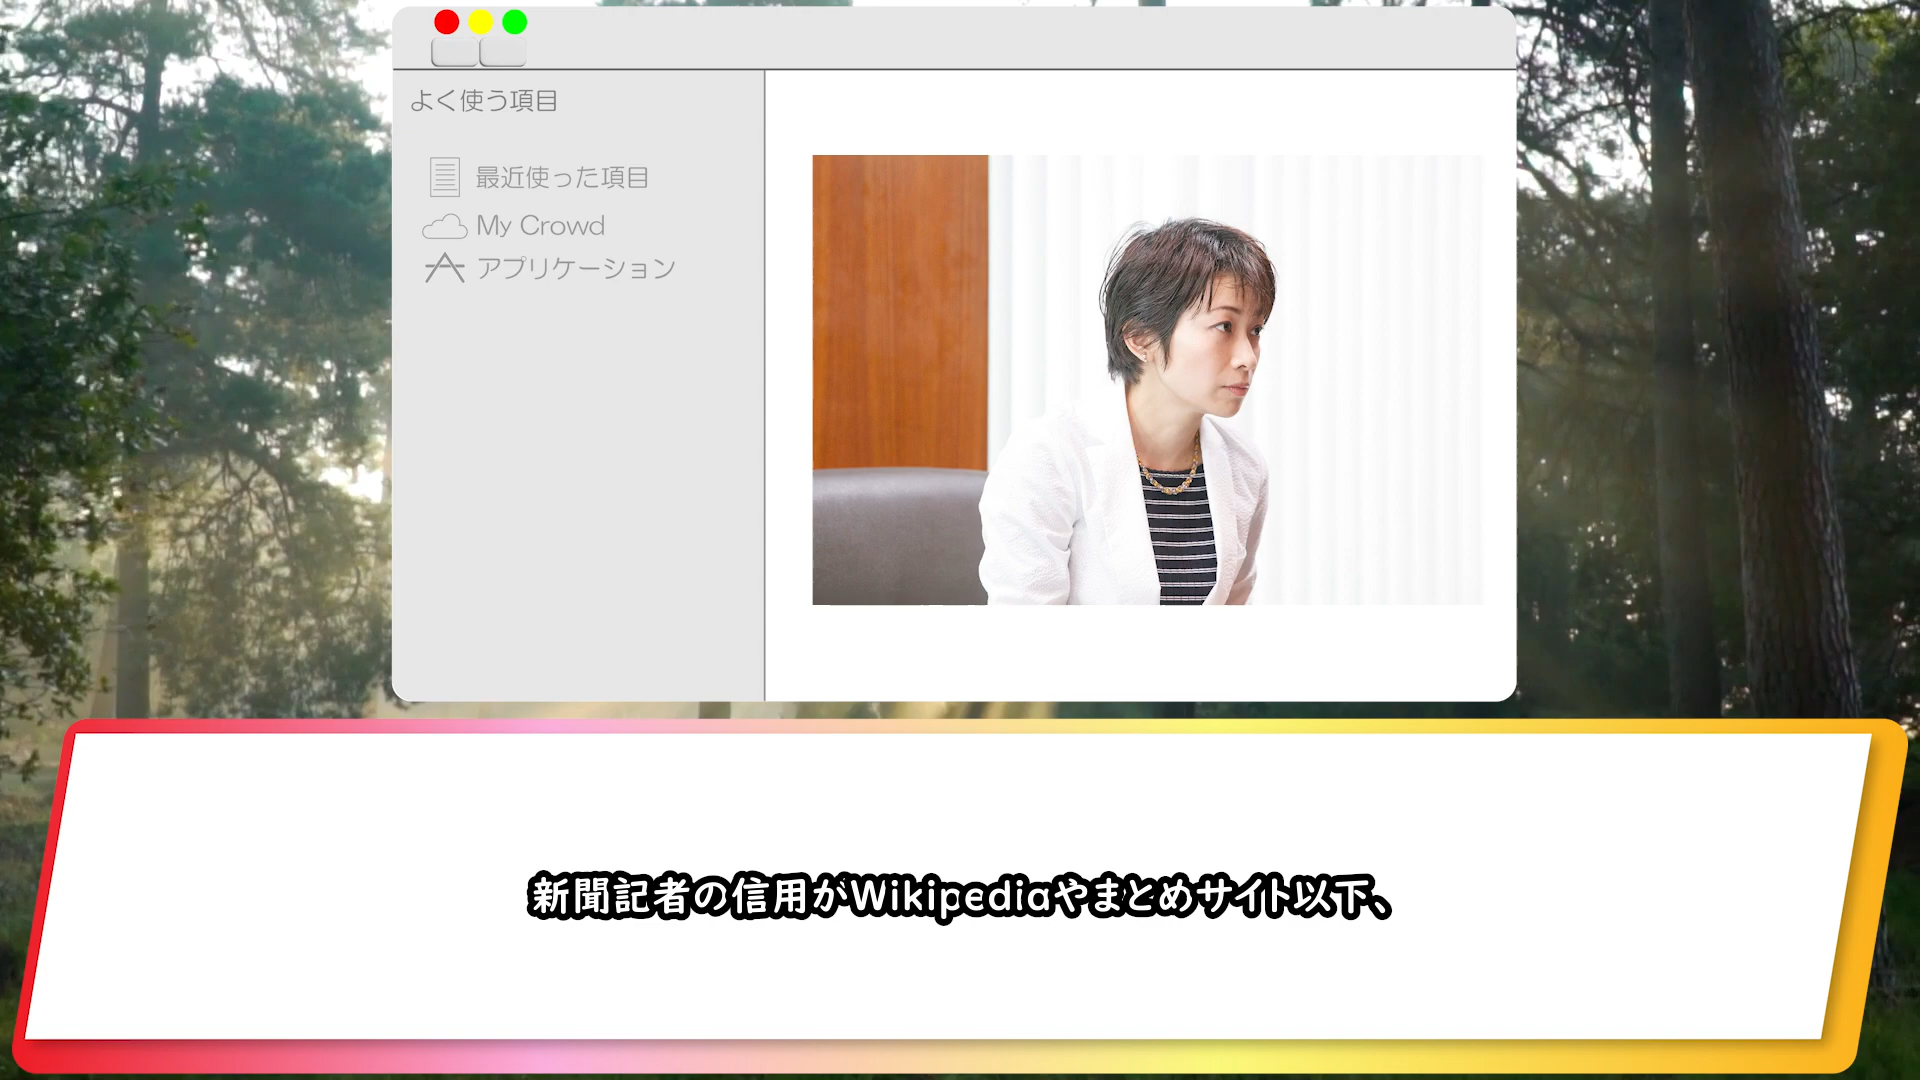 よく使う項目
最近使った項目
My Crowd
アプリケーション
新聞記者の信用がWikipediaやまとめサイト以下、